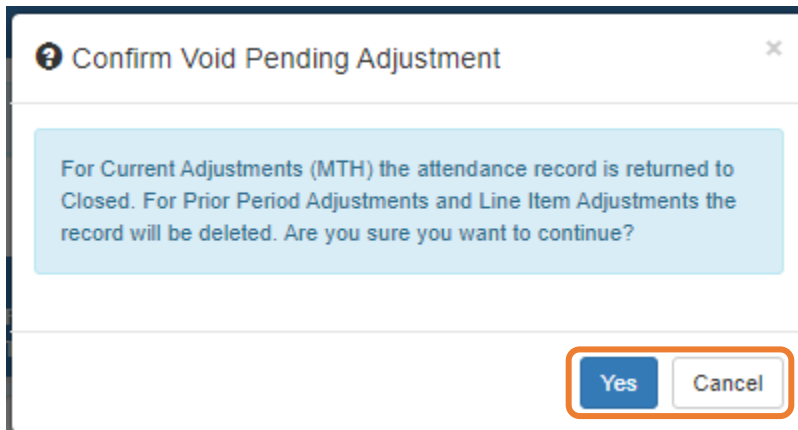 Confirm Void Pending Adjustment
×
For Current Adjustments (MTH) the attendance record is returned to
Closed. For Prior Period Adjustments and Line Item Adjustments the
record will be deleted. Are you sure you want to continue?
Yes Cancel